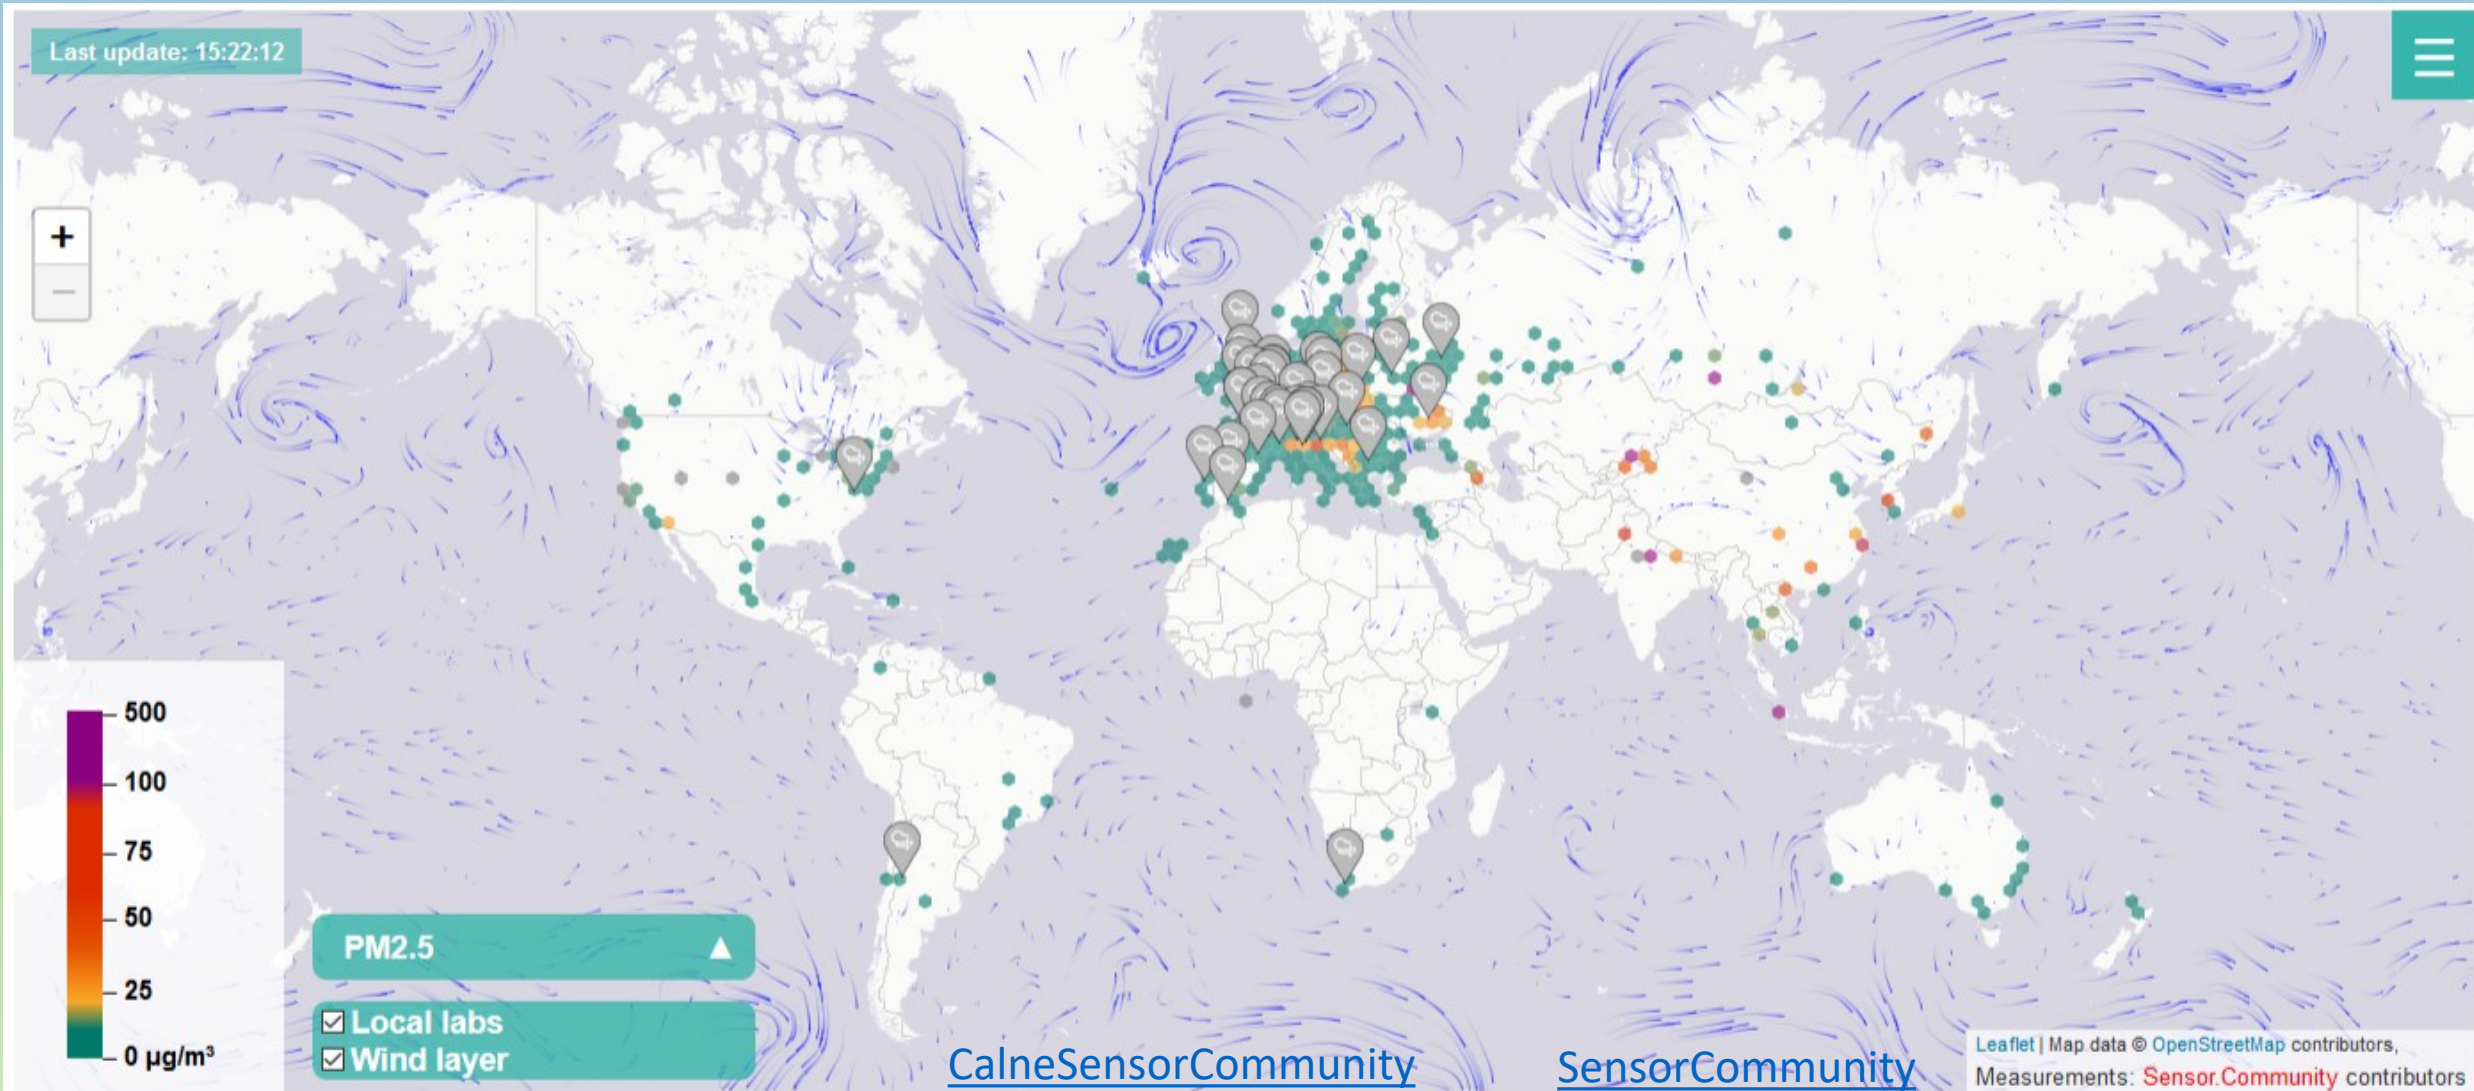 Last update: 15:22:12
☰
+
−
500
100
75
50
25
0 µg/m³
PM2.5 ▲
Local labs
Wind layer
CalneSensorCommunity
SensorCommunity
Leaflet | Map data © OpenStreetMap contributors,
Measurements: Sensor.Community contributors